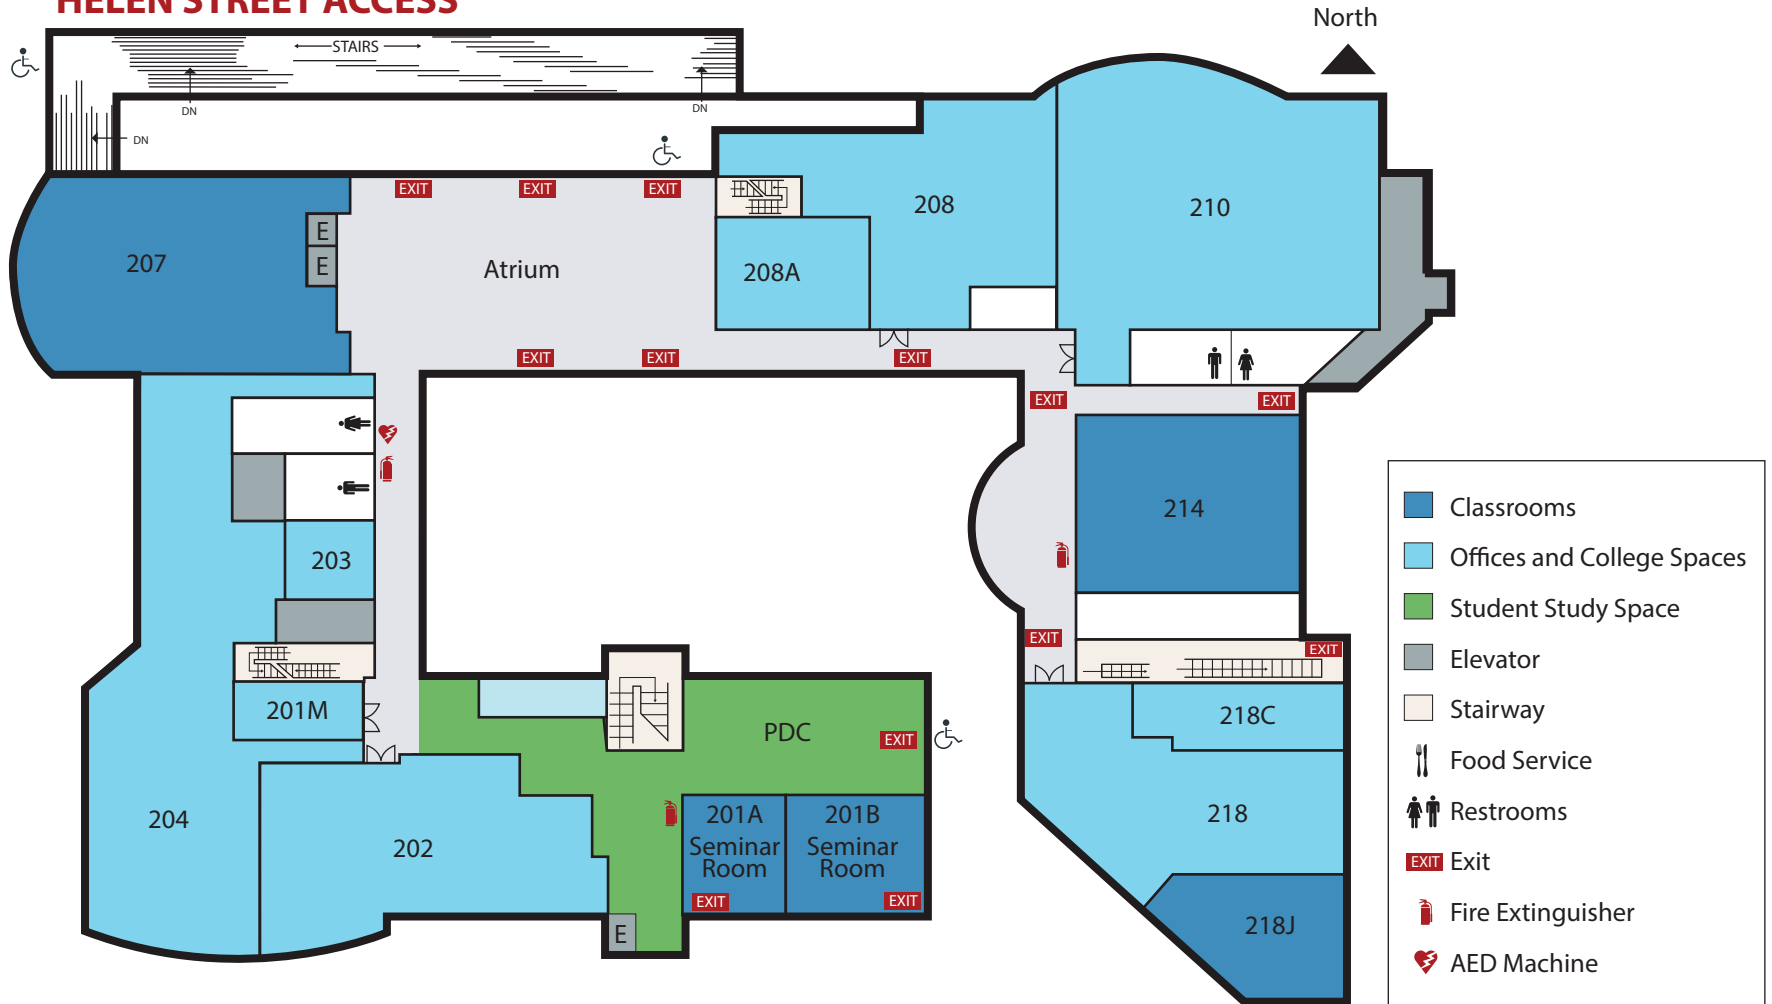 HELEN STREET ACCESS
North
STAIRS
DN
DN
DN
EXIT
EXIT
EXIT
208
210
207
E
E
Atrium
208A
EXIT
EXIT
EXIT
EXIT
EXIT
214
203
EXIT
EXIT
201M
PDC
EXIT
218C
204
202
201A
Seminar
Room
EXIT
201B
Seminar
Room
EXIT
218
E
218J
Classrooms
Offices and College Spaces
Student Study Space
Elevator
Stairway
Food Service
Restrooms
EXIT Exit
Fire Extinguisher
AED Machine